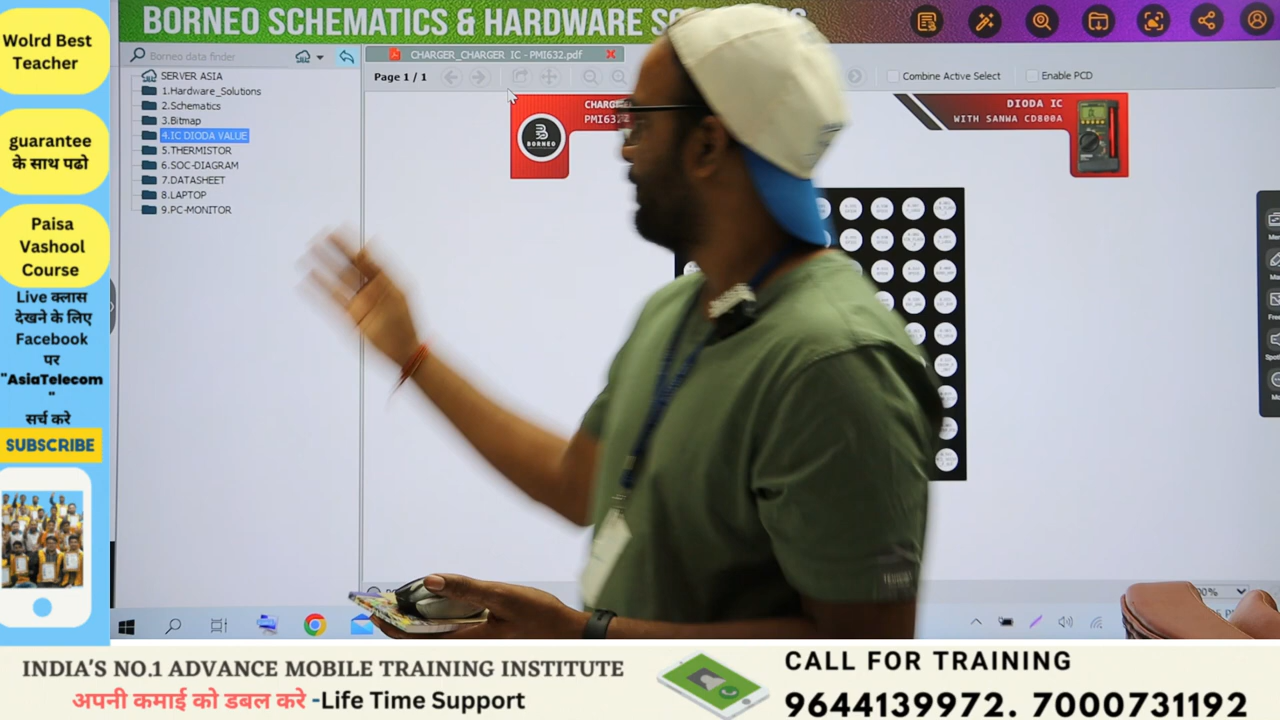 Wolrd Best
Teacher
guarantee
के साथ पढो
Paisa
Vashool
Course
Live क्लास
देखने के लिए
Facebook
पर
"AsiaTelecom
"
सर्च करे
SUBSCRIBE
BORNEO SCHEMATICS & HARDWARE
Borneo data finder
SERVER ASIA
1.Hardware_Solutions
2.Schematics
3.Bitmap
4.IC DIODA VALUE
5.THERMISTOR
6.SOC-DIAGRAM
7.DATASHEET
8.LAPTOP
9.PC-MONITOR
CHARGER_CHARGER IC - PMI632.pdf
Page 1 / 1
Combine Active Select
Enable PCD
BORNEO
DIODA IC
WITH SANWA CD800A
INDIA'S NO.1 ADVANCE MOBILE TRAINING INSTITUTE
अपनी कमाई को डबल करे -Life Time Support
CALL FOR TRAINING
9644139972. 7000731192